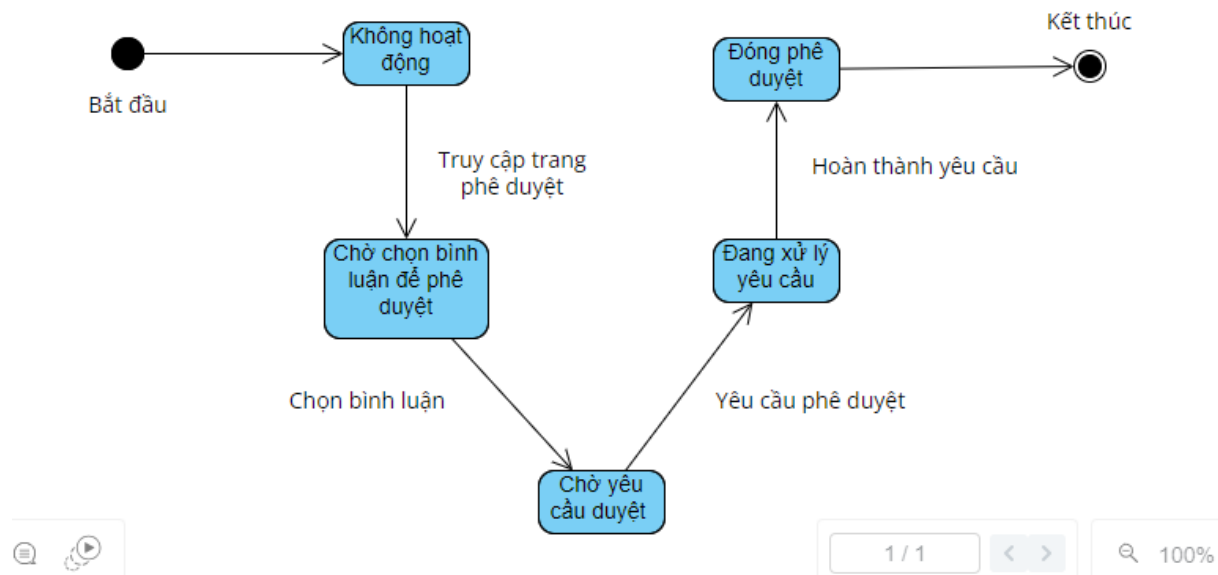 Bắt đầu
Không hoạt
động
Truy cập trang
phê duyệt
Chờ chọn bình
luận để phê
duyệt
Chọn bình luận
Chờ yêu
cầu duyệt
Yêu cầu phê duyệt
Đang xử lý
yêu cầu
Hoàn thành yêu cầu
Đóng phê
duyệt
Kết thúc
1 / 1
100%